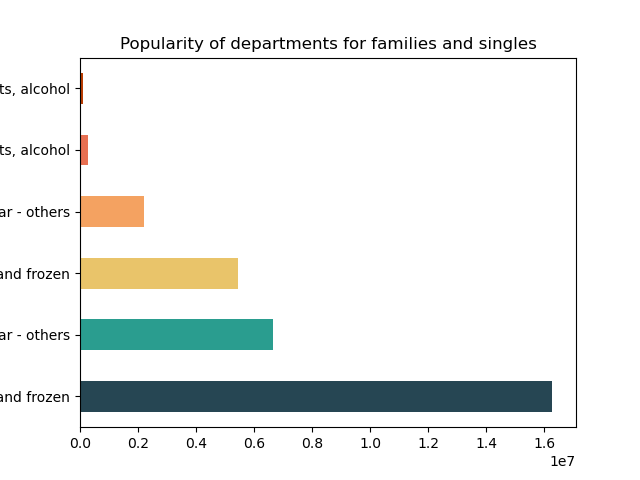 Popularity of departments for families and singles
ts, alcohol
ts, alcohol
ar - others
and frozen
ar - others
and frozen
0.0 0.2 0.4 0.6 0.8 1.0 1.2 1.4 1.6
1e7